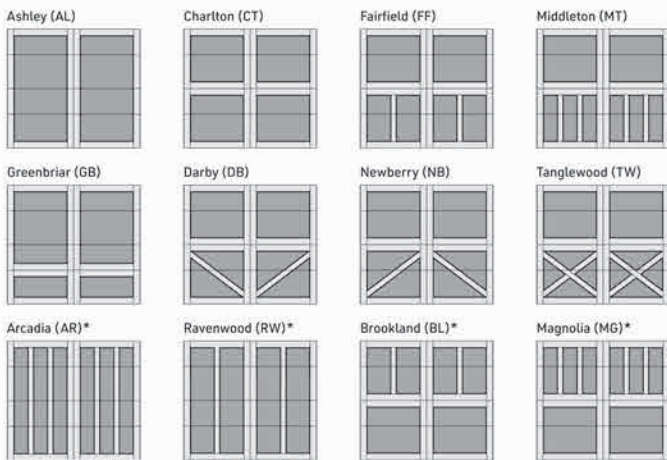 Ashley (AL)
Charlton (CT)
Fairfield (FF)
Middleton (MT)
Greenbriar (GB)
Darby (DB)
Newberry (NB)
Tanglewood (TW)
Arcadia (AR)*
Ravenwood (RW)*
Brookland (BL)*
Magnolia (MG)*